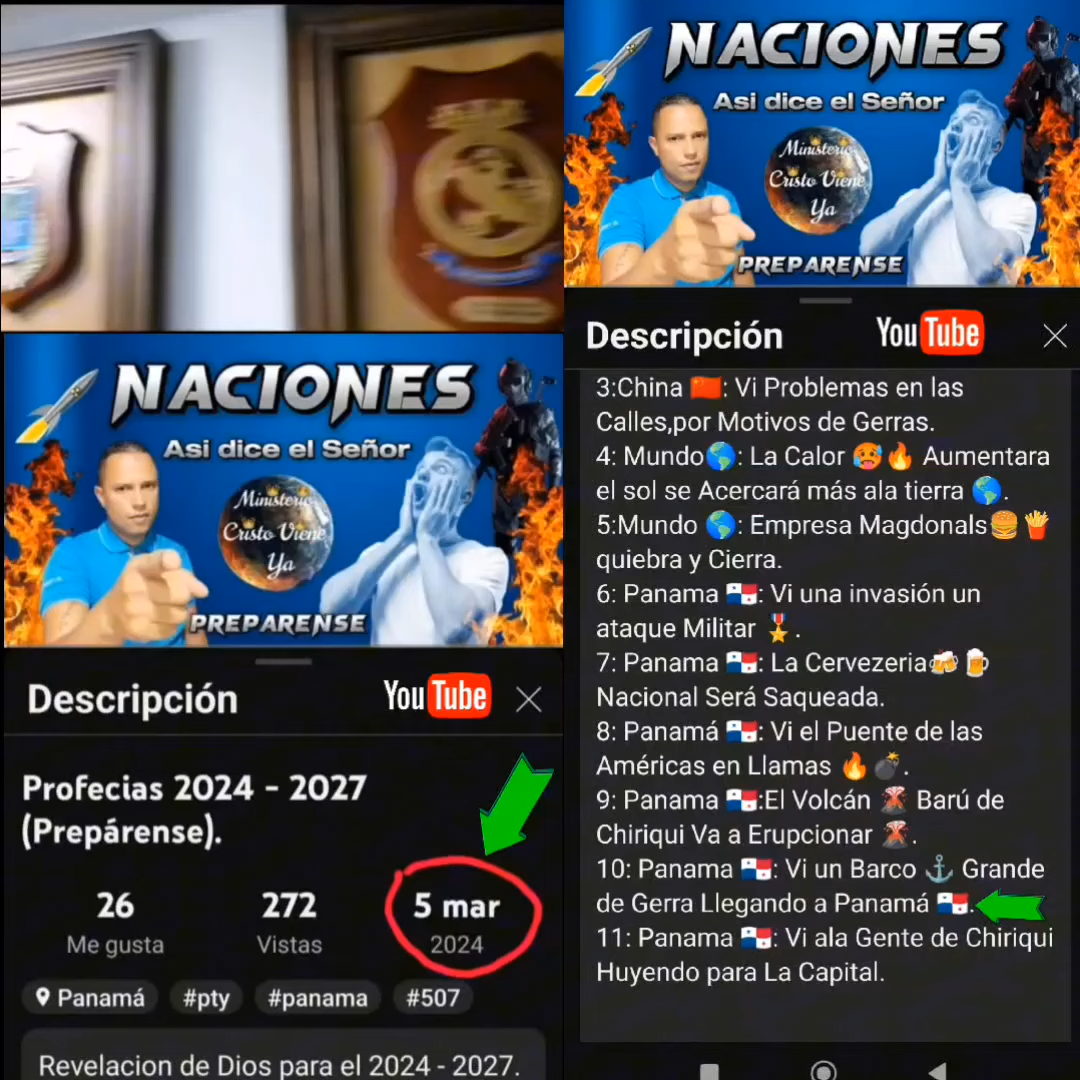 NACIONES
Asi dice el Señor
Ministerio
Cristo Viene
Ya
PREPARENSE
Descripción
YouTube
Profecias 2024 - 2027
(Prepárense).
26
272
5 mar
Me gusta
Vistas
2024
Panamá
#pty
#panama
#507
Revelacion de Dios para el 2024 - 2027.
NACIONES
Asi dice el Señor
Ministerio
Cristo Viene
Ya
PREPARENSE
Descripción
YouTube
3:China 🇨🇳: Vi Problemas en las
Calles,por Motivos de Gerras.
4: Mundo🌎: La Calor 🥵🔥 Aumentara
el sol se Acercará más ala tierra 🌎.
5:Mundo 🌎: Empresa Magdonals🍔🍟
quiebra y Cierra.
6: Panama 🇵🇦: Vi una invasión un
ataque Militar 🎖️.
7: Panama 🇵🇦: La Cervezeria🍻🍺
Nacional Será Saqueada.
8: Panamá 🇵🇦: Vi el Puente de las
Américas en Llamas 🔥💣.
9: Panama 🇵🇦:El Volcán 🌋 Barú de
Chiriqui Va a Erupcionar 🌋.
10: Panama 🇵🇦: Vi un Barco ⚓ Grande
de Gerra Llegando a Panamá 🇵🇦.
11: Panama 🇵🇦: Vi ala Gente de Chiriqui
Huyendo para La Capital.